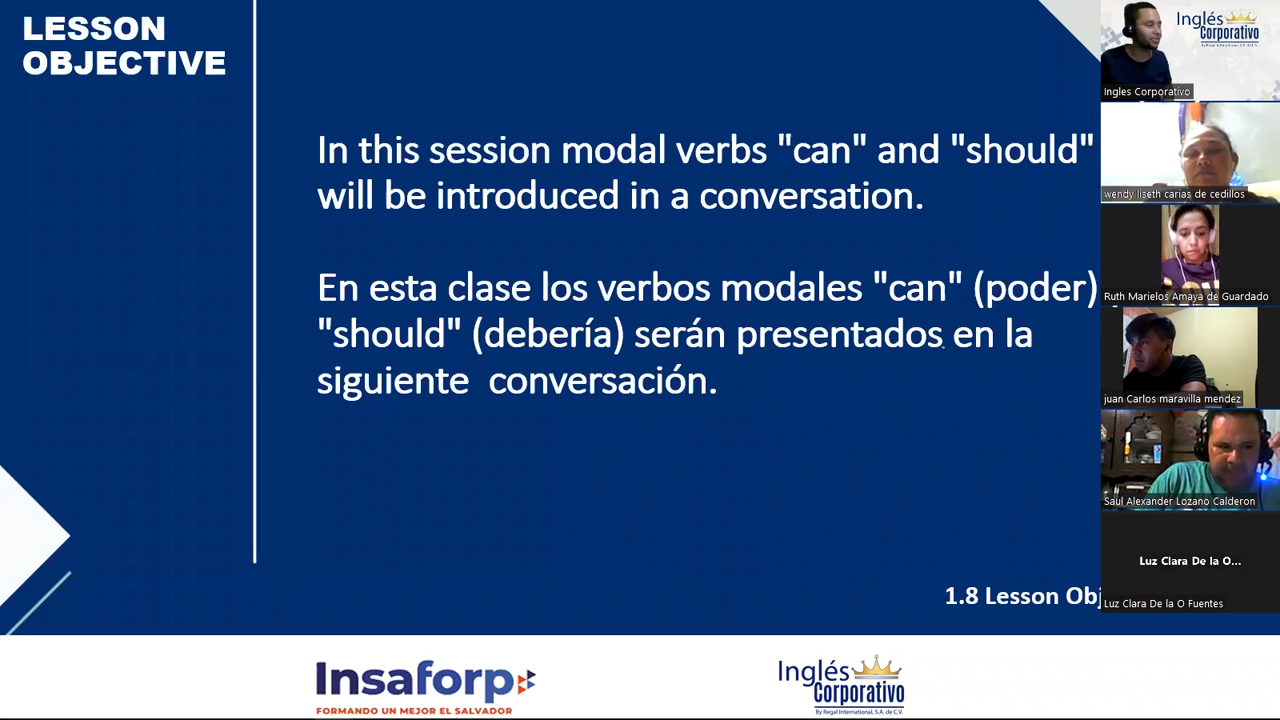 LESSON
OBJECTIVE
In this session modal verbs "can" and "should"
will be introduced in a conversation.
En esta clase los verbos modales "can" (poder)
"should" (debería) serán presentados en la
siguiente conversación.
1.8 Lesson Obj
Insaforp
FORMANDO UN MEJOR EL SALVADOR
Inglés
Corporativo
By Regal International, S.A. de C.V.
Inglés
Corporativo
By Regal International, S.A. de C.V.
Ingles Corporativo
wendy liseth carias de cedillos
Ruth Marielos Amaya de Guardado
juan Carlos maravilla mendez
Saul Alexander Lozano Calderon
Luz Clara De la O...
Luz Clara De la O Fuentes